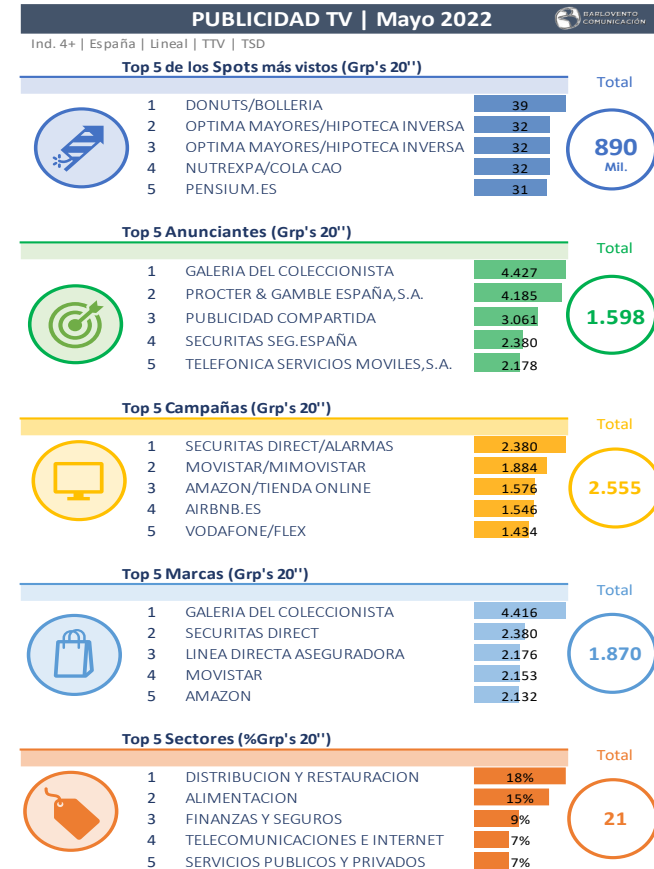 PUBLICIDAD TV | Mayo 2022
BARLOVENTO
COMUNICACIÓN
Ind. 4+ | España | Lineal | TTV | TSD
Top 5 de los Spots más vistos (Grp's 20'')
Total
1 DONUTS/BOLLERIA 39
2 OPTIMA MAYORES/HIPOTECA INVERSA 32
3 OPTIMA MAYORES/HIPOTECA INVERSA 32
4 NUTREXPA/COLA CAO 32
5 PENSIUM.ES 31
890
Mil.
Top 5 Anunciantes (Grp's 20'')
Total
1 GALERIA DEL COLECCIONISTA 4.427
2 PROCTER & GAMBLE ESPAÑA,S.A. 4.185
3 PUBLICIDAD COMPARTIDA 3.061
4 SECURITAS SEG.ESPAÑA 2.380
5 TELEFONICA SERVICIOS MOVILES,S.A. 2.178
1.598
Top 5 Campañas (Grp's 20'')
Total
1 SECURITAS DIRECT/ALARMAS 2.380
2 MOVISTAR/MIMOVISTAR 1.884
3 AMAZON/TIENDA ONLINE 1.576
4 AIRBNB.ES 1.546
5 VODAFONE/FLEX 1.434
2.555
Top 5 Marcas (Grp's 20'')
Total
1 GALERIA DEL COLECCIONISTA 4.416
2 SECURITAS DIRECT 2.380
3 LINEA DIRECTA ASEGURADORA 2.176
4 MOVISTAR 2.153
5 AMAZON 2.132
1.870
Top 5 Sectores (%Grp's 20'')
Total
1 DISTRIBUCION Y RESTAURACION 18%
2 ALIMENTACION 15%
3 FINANZAS Y SEGUROS 9%
4 TELECOMUNICACIONES E INTERNET 7%
5 SERVICIOS PUBLICOS Y PRIVADOS 7%
21